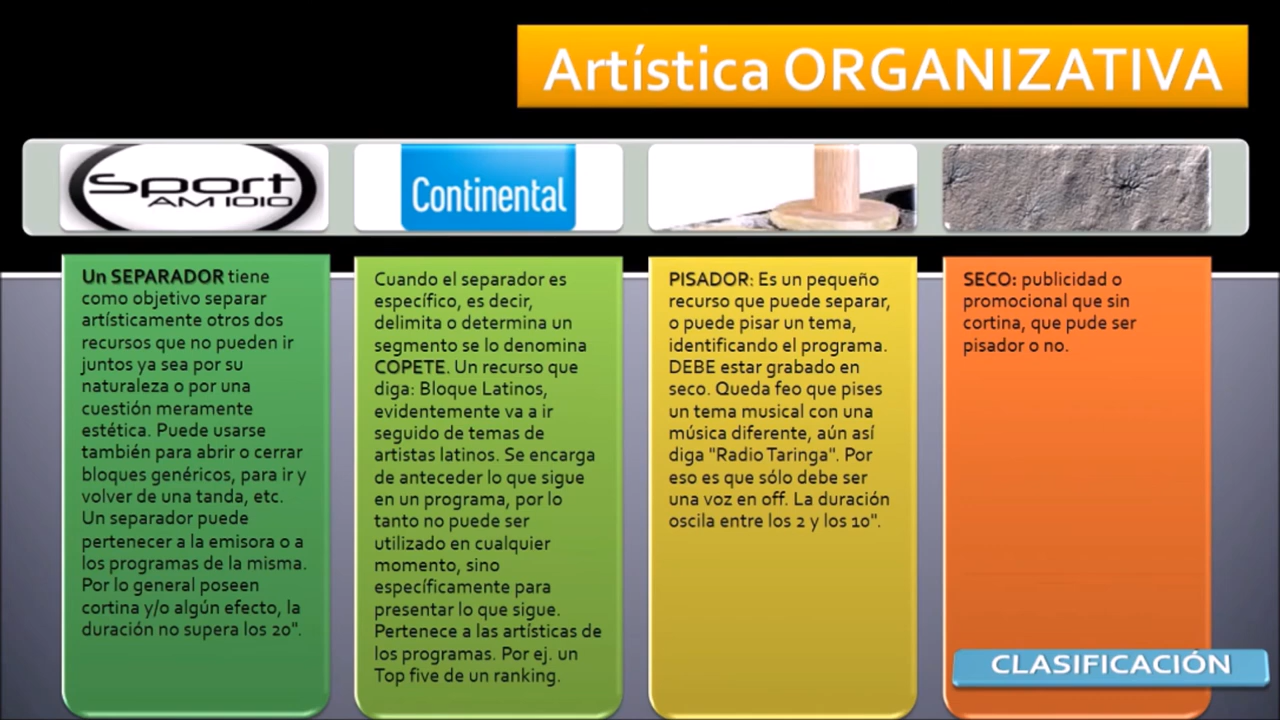 Artística ORGANIZATIVA
Sport
AM 1010
Continental
Un SEPARADOR tiene
como objetivo separar
artísticamente otros dos
recursos que no pueden ir
juntos ya sea por su
naturaleza o por una
cuestión meramente
estética. Puede usarse
también para abrir o cerrar
bloques genéricos, para ir y
volver de una tanda, etc.
Un separador puede
pertenecer a la emisora o a
los programas de la misma.
Por lo general poseen
cortina y/o algún efecto, la
duración no supera los 20".
Cuando el separador es
específico, es decir,
delimita o determina un
segmento se lo denomina
COPETE. Un recurso que
diga: Bloque Latinos,
evidentemente va a ir
seguido de temas de
artistas latinos. Se encarga
de anteceder lo que sigue
en un programa, por lo
tanto no puede ser
utilizado en cualquier
momento, sino
específicamente para
presentar lo que sigue.
Pertenece a las artísticas de
los programas. Por ej. un
Top five de un ranking.
PISADOR: Es un pequeño
recurso que puede separar,
o puede pisar un tema,
identificando el programa.
DEBE estar grabado en
seco. Queda feo que pises
un tema musical con una
música diferente, aún así
diga "Radio Taringa". Por
eso es que sólo debe ser
una voz en off. La duración
oscila entre los 2 y los 10".
SECO: publicidad o
promocional que sin
cortina, que pude ser
pisador o no.
CLASIFICACIÓN